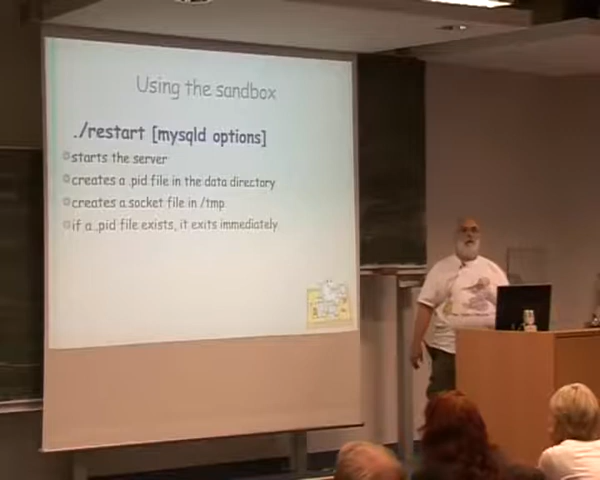 Using the sandbox
./restart [mysqld options]
starts the server
creates a .pid file in the data directory
creates a socket file in /tmp
if a .pid file exists, it exits immediately